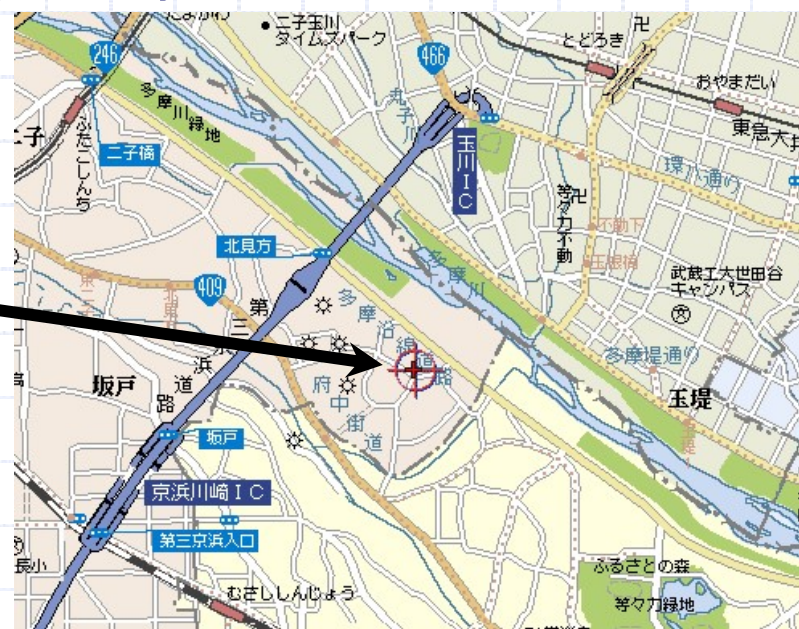 二子玉川
タイムズパーク
246
466
とどろき
おやまだい
多摩川緑地
丸子川
ふたこしんち
二子橋
玉川IC
環八通り
等々力不動
不動下
北見方
409
多摩川
武蔵工大世田谷
キャンパス
第三京浜道路
多摩沿線道路
多摩堤通り
府中街道
坂戸
玉堤
坂戸
京浜川崎IC
第三京浜入口
長小
むさししんじょう
ふるさとの森
等々力緑地